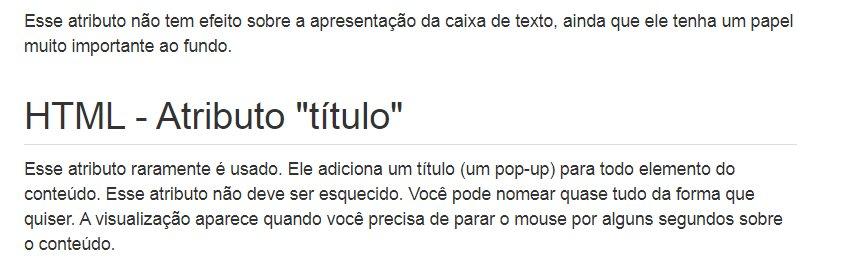 Esse atributo não tem efeito sobre a apresentação da caixa de texto, ainda que ele tenha um papel
muito importante ao fundo.
HTML - Atributo "título"
Esse atributo raramente é usado. Ele adiciona um título (um pop-up) para todo elemento do
conteúdo. Esse atributo não deve ser esquecido. Você pode nomear quase tudo da forma que
quiser. A visualização aparece quando você precisa de parar o mouse por alguns segundos sobre
o conteúdo.